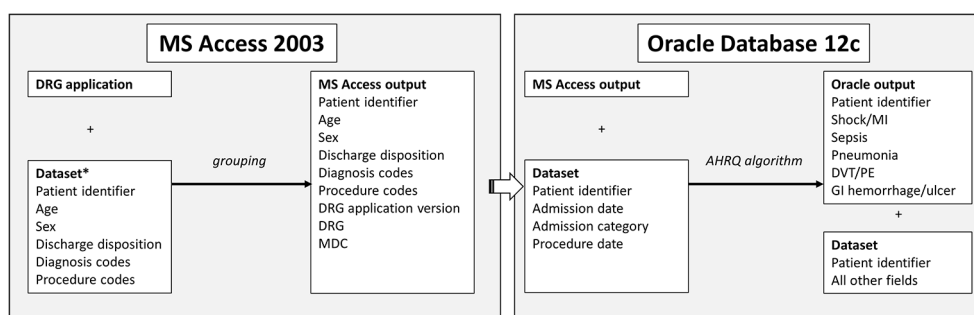 MS Access 2003
DRG application
+
Dataset*
Patient identifier
Age
Sex
Discharge disposition
Diagnosis codes
Procedure codes
grouping
MS Access output
Patient identifier
Age
Sex
Discharge disposition
Diagnosis codes
Procedure codes
DRG application version
DRG
MDC
Oracle Database 12c
MS Access output
+
Dataset
Patient identifier
Admission date
Admission category
Procedure date
AHRQ algorithm
Oracle output
Patient identifier
Shock/MI
Sepsis
Pneumonia
DVT/PE
GI hemorrhage/ulcer
+
Dataset
Patient identifier
All other fields